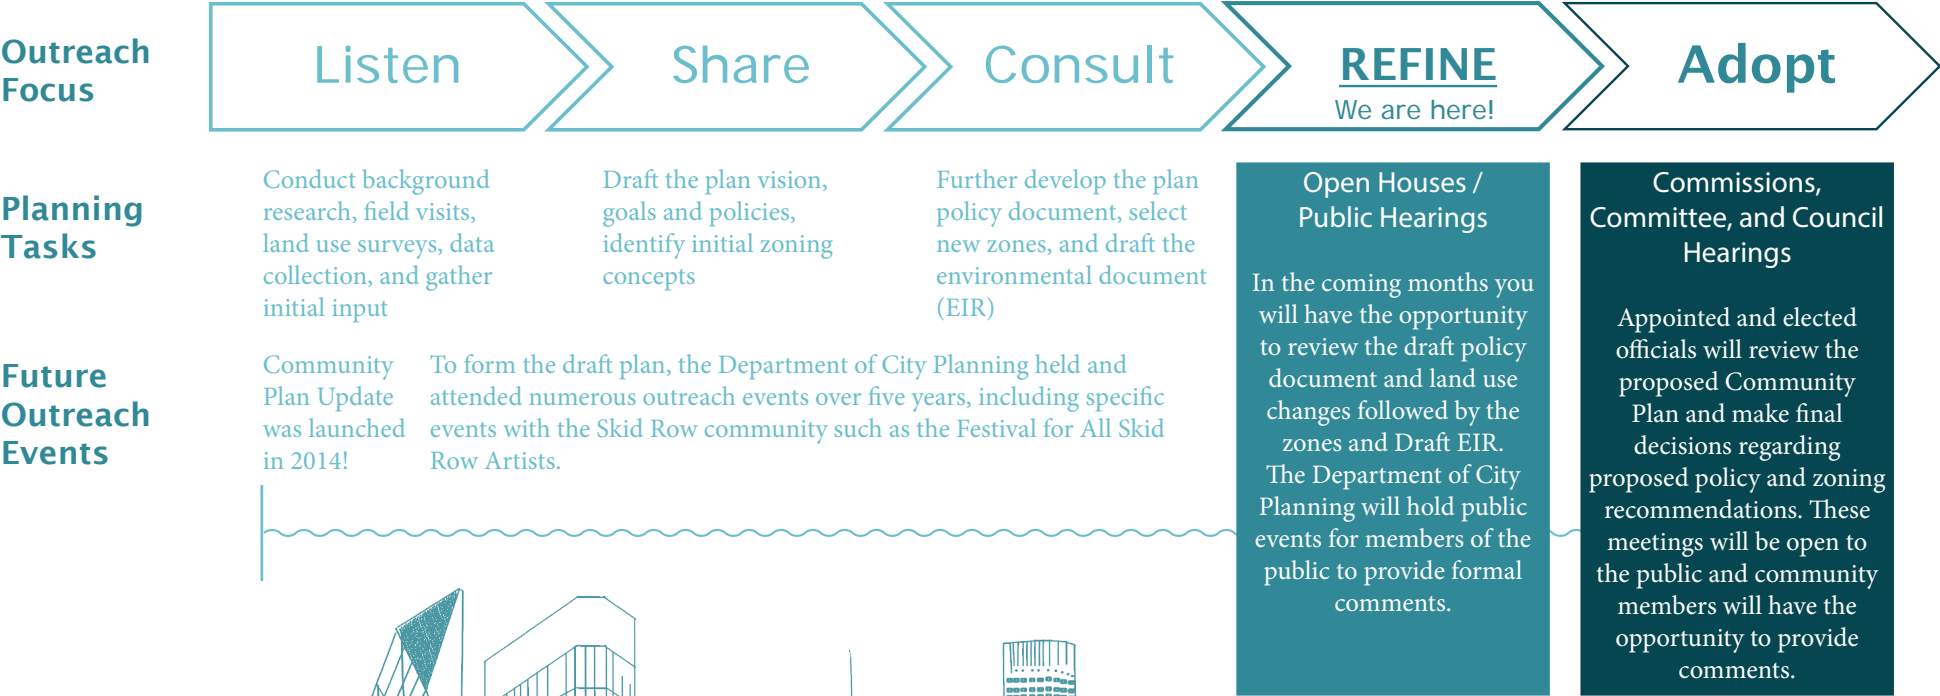 Outreach
Focus
Listen
Share
Consult
REFINE
We are here!
Adopt
Planning
Tasks
Conduct background
research, field visits,
land use surveys, data
collection, and gather
initial input
Draft the plan vision,
goals and policies,
identify initial zoning
concepts
Further develop the plan
policy document, select
new zones, and draft the
environmental document
(EIR)
Open Houses /
Public Hearings
In the coming months you
will have the opportunity
to review the draft policy
document and land use
changes followed by the
zones and Draft EIR.
The Department of City
Planning will hold public
events for members of the
public to provide formal
comments.
Commissions,
Committee, and Council
Hearings
Appointed and elected
officials will review the
proposed Community
Plan and make final
decisions regarding
proposed policy and zoning
recommendations. These
meetings will be open to
the public and community
members will have the
opportunity to provide
comments.
Future
Outreach
Events
Community
Plan Update
was launched
in 2014!
To form the draft plan, the Department of City Planning held and
attended numerous outreach events over five years, including specific
events with the Skid Row community such as the Festival for All Skid
Row Artists.